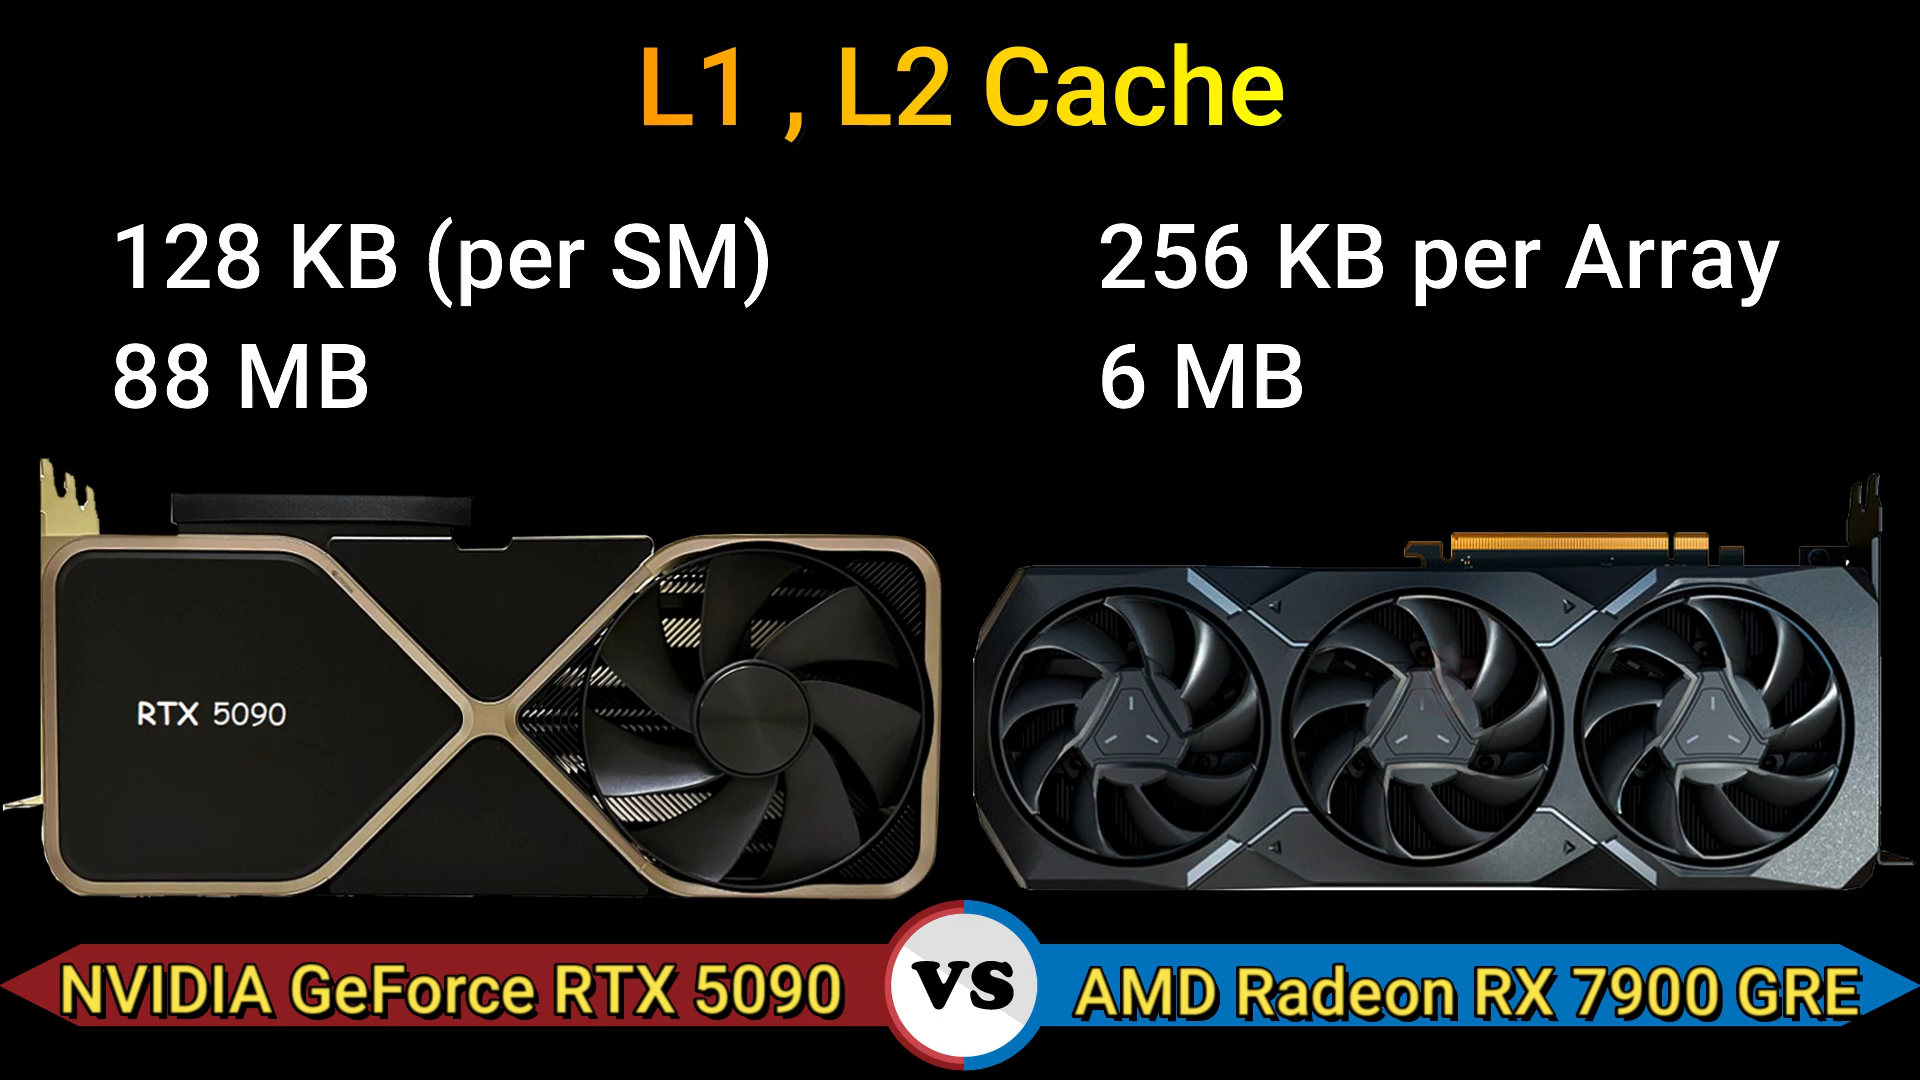 L1 , L2 Cache
128 KB (per SM)
88 MB
256 KB per Array
6 MB
RTX 5090
NVIDIA GeForce RTX 5090
VS
AMD Radeon RX 7900 GRE